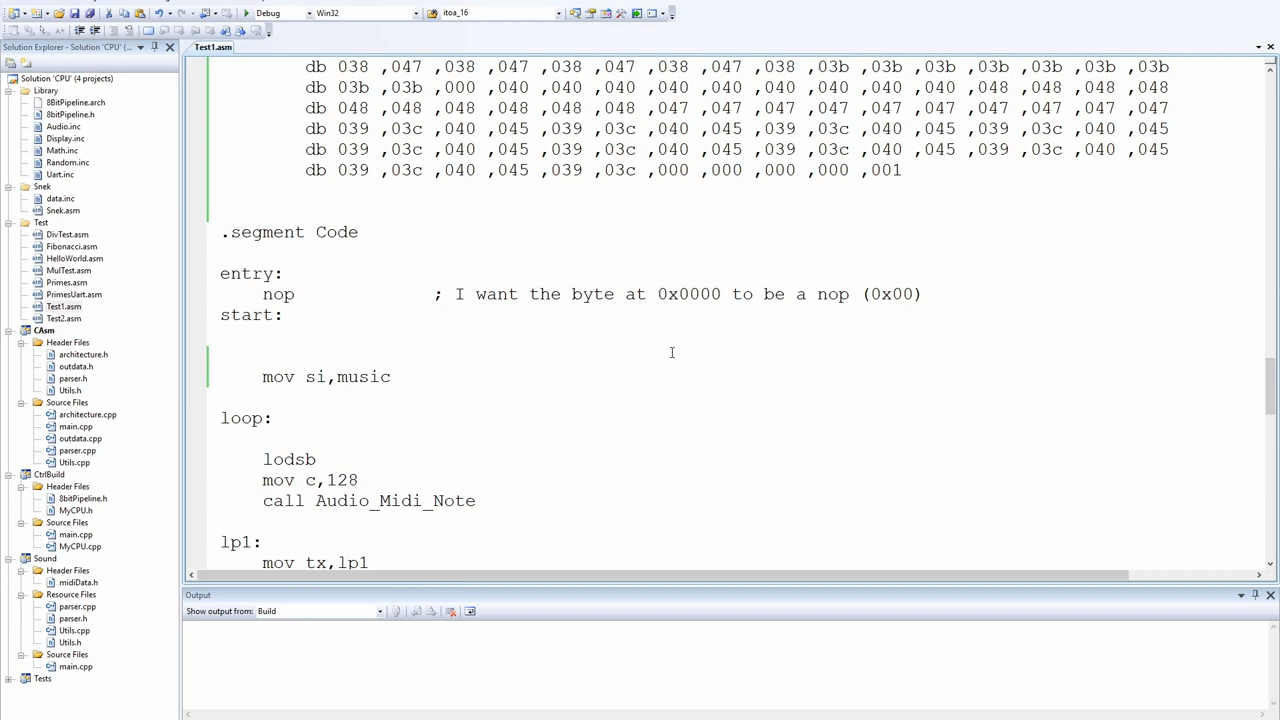 Debug
Win32
itoa_16
Solution Explorer - Solution 'CPU' (...
Test1.asm
Solution 'CPU' (4 projects)
Library
8BitPipeline.arch
8bitPipeline.h
Audio.inc
Display.inc
Math.inc
Random.inc
Uart.inc
Snek
data.inc
Snek.asm
Test
DivTest.asm
Fibonacci.asm
HelloWorld.asm
MulTest.asm
Primes.asm
PrimesUart.asm
Test1.asm
Test2.asm
CAsm
Header Files
architecture.h
outdata.h
parser.h
Utils.h
Source Files
architecture.cpp
main.cpp
outdata.cpp
parser.cpp
Utils.cpp
CtrlBuild
Header Files
8bitPipeline.h
MyCPU.h
Source Files
main.cpp
MyCPU.cpp
Sound
Header Files
midiData.h
Resource Files
parser.cpp
parser.h
Utils.cpp
Utils.h
Source Files
main.cpp
Tests
db 038 ,047 ,038 ,047 ,038 ,047 ,038 ,047 ,038 ,03b ,03b ,03b ,03b ,03b ,03b ,03b
db 03b ,03b ,000 ,040 ,040 ,040 ,040 ,040 ,040 ,040 ,040 ,040 ,048 ,048 ,048 ,048
db 048 ,048 ,048 ,048 ,048 ,048 ,047 ,047 ,047 ,047 ,047 ,047 ,047 ,047 ,047 ,047
db 039 ,03c ,040 ,045 ,039 ,03c ,040 ,045 ,039 ,03c ,040 ,045 ,039 ,03c ,040 ,045
db 039 ,03c ,040 ,045 ,039 ,03c ,040 ,045 ,039 ,03c ,040 ,045 ,039 ,03c ,040 ,045
db 039 ,03c ,040 ,045 ,039 ,03c ,000 ,000 ,000 ,000 ,001
.segment Code
entry:
nop ; I want the byte at 0x0000 to be a nop (0x00)
start:
mov si,music
loop:
lodsb
mov c,128
call Audio_Midi_Note
lp1:
mov tx,lp1
Output
Show output from: Build